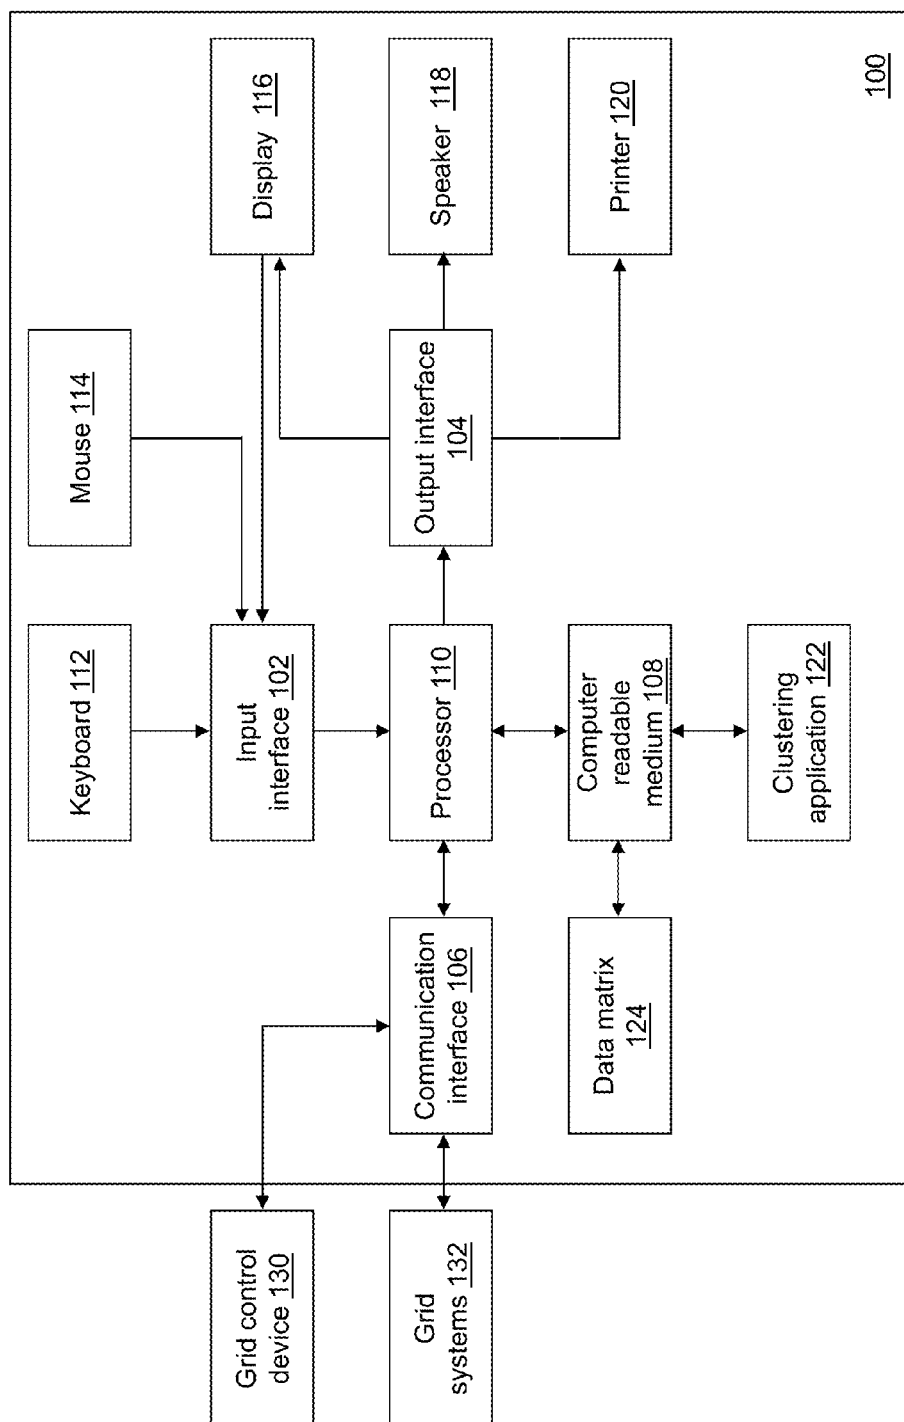 Keyboard 112
Mouse 114
Input
interface 102
Display 116
Grid control
device 130
Grid
systems 132
Communication
interface 106
Processor 110
Output interface
104
Speaker 118
Data matrix
124
Computer
readable
medium 108
Printer 120
Clustering
application 122
100